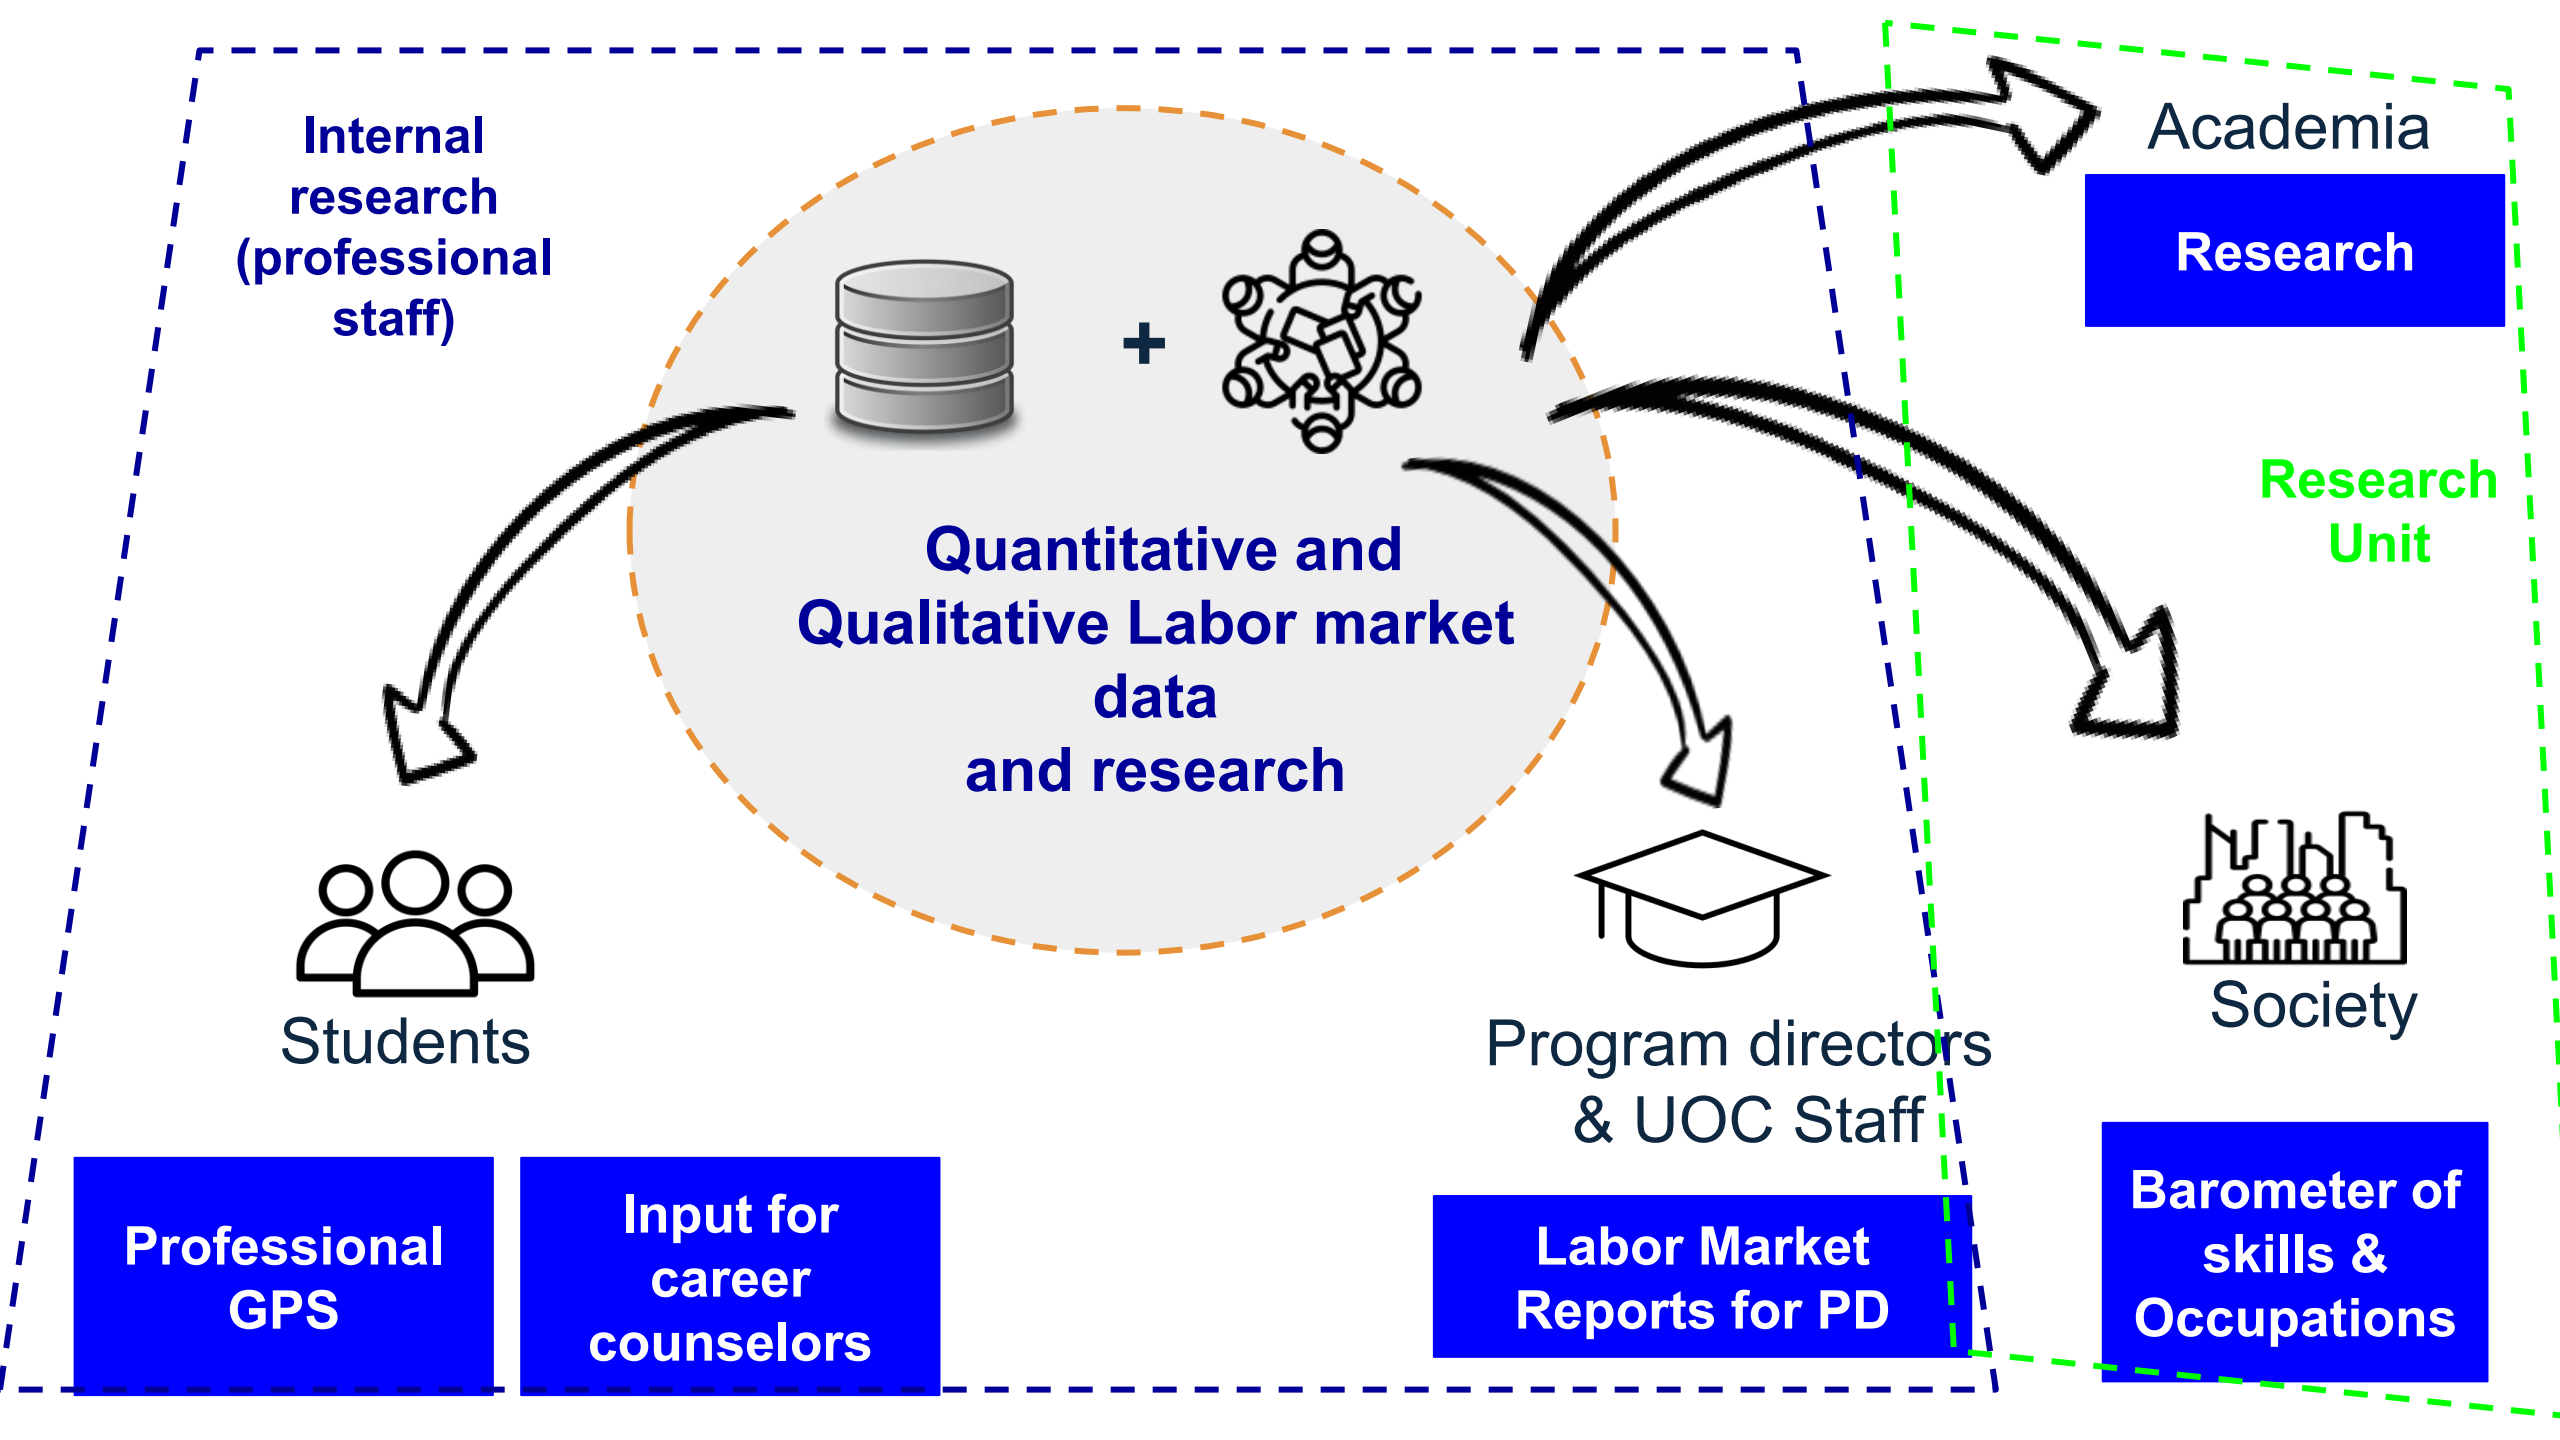 Internal
research
(professional
staff)
+
Quantitative and
Qualitative Labor market
data
and research
Academia
Research
Research
Unit
Students
Professional
GPS
Input for
career
counselors
Program directors
& UOC Staff
Labor Market
Reports for PD
Society
Barometer of
skills &
Occupations